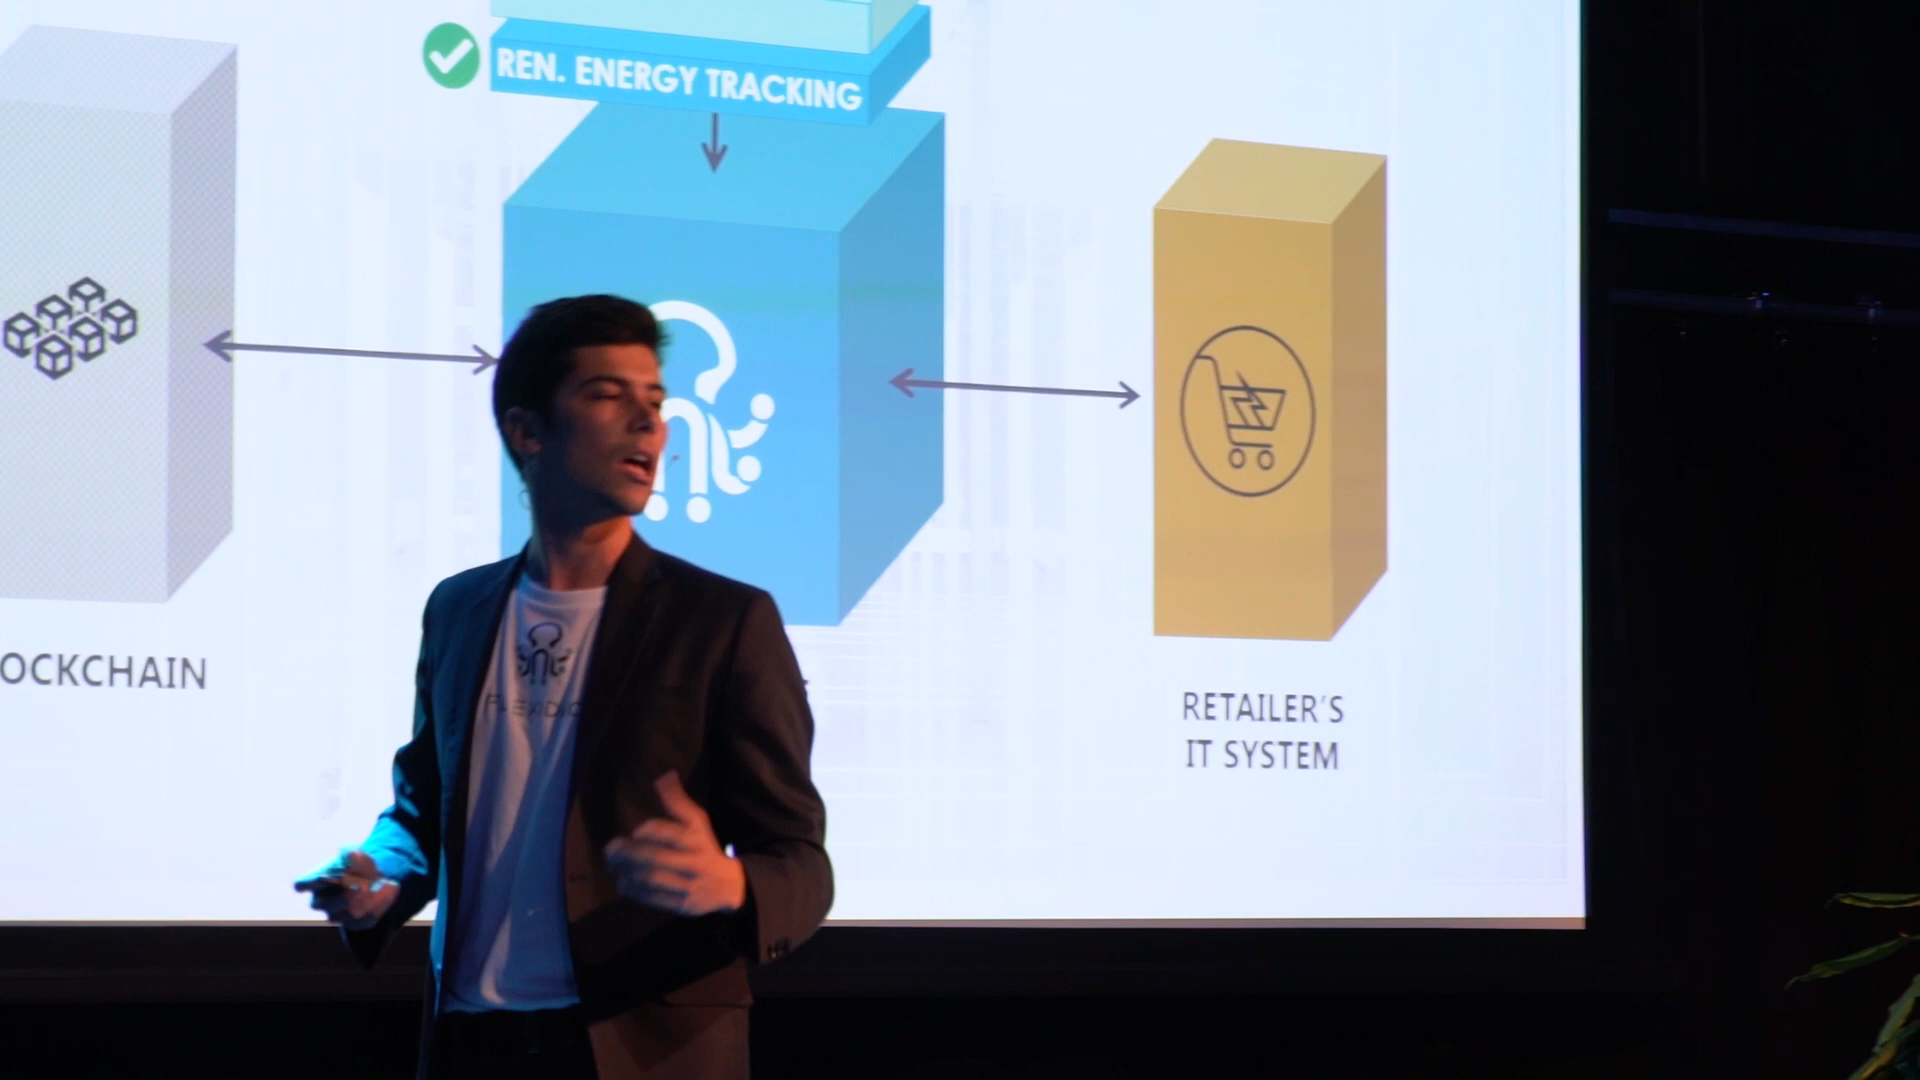 REN. ENERGY TRACKING
OCKCHAIN
RETAILER'S
IT SYSTEM